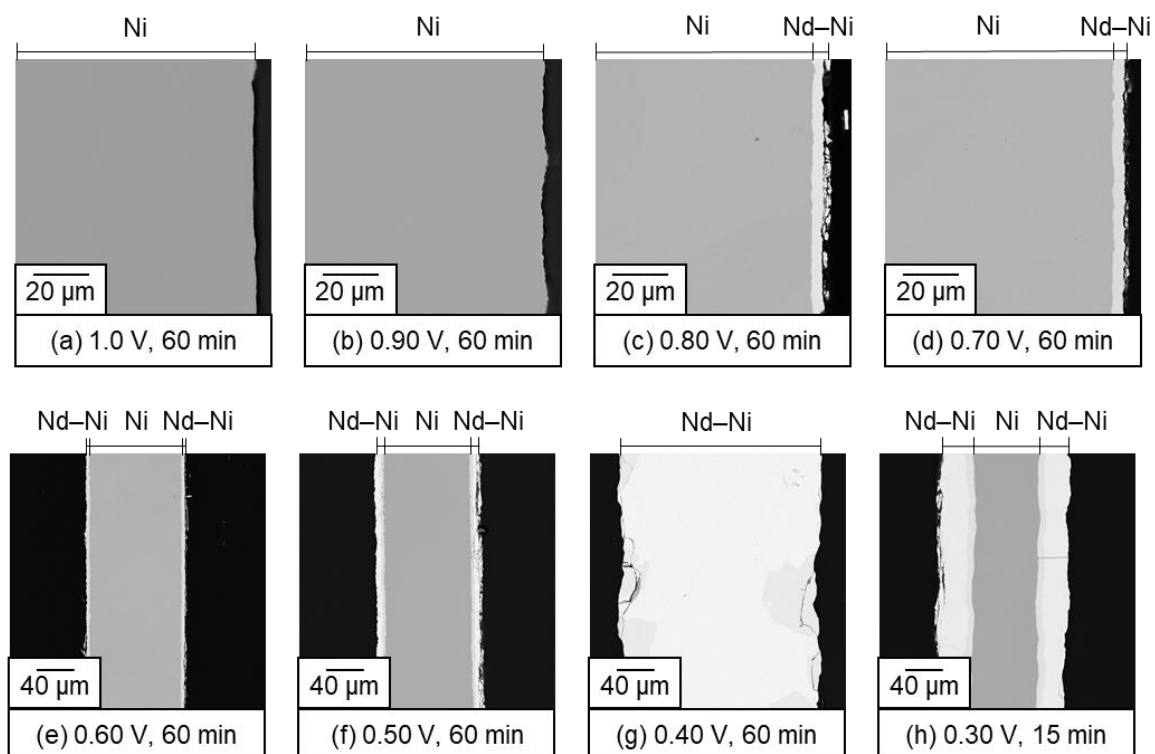 Ni
Ni
Ni Nd–Ni
Ni Nd–Ni
20 µm
20 µm
20 µm
20 µm
(a) 1.0 V, 60 min
(b) 0.90 V, 60 min
(c) 0.80 V, 60 min
(d) 0.70 V, 60 min
Nd–Ni Ni Nd–Ni
Nd–Ni Ni Nd–Ni
Nd–Ni
Nd–Ni Ni Nd–Ni
40 µm
40 µm
40 µm
40 µm
(e) 0.60 V, 60 min
(f) 0.50 V, 60 min
(g) 0.40 V, 60 min
(h) 0.30 V, 15 min